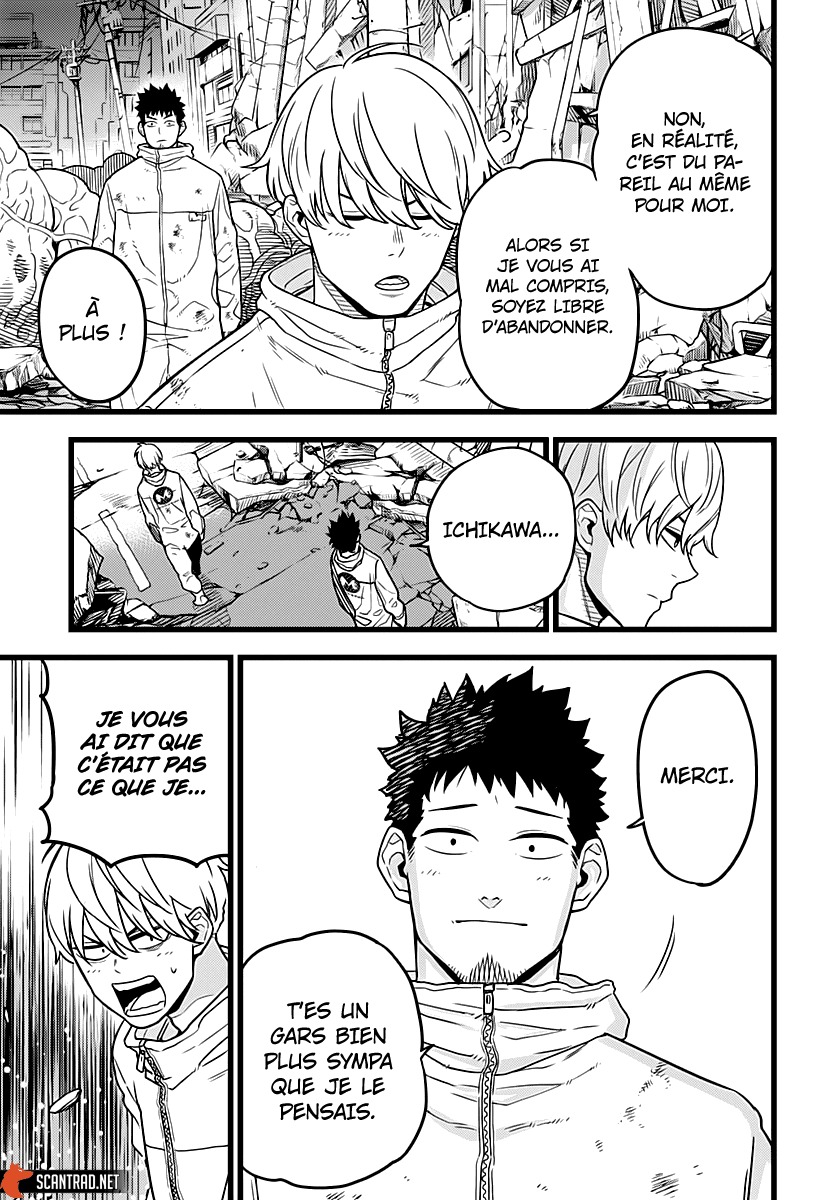 NON,
EN RÉALITÉ,
C'EST DU PA-
REIL AU MÊME
POUR MOI.
ALORS SI
JE VOUS AI
MAL COMPRIS,
SOYEZ LIBRE
D'ABANDONNER.
À
PLUS !
ICHIKAWA...
MERCI.
T'ES UN
GARS BIEN
PLUS SYMPA
QUE JE LE
PENSAIS.
JE VOUS
AI DIT QUE
C'ÉTAIT PAS
CE QUE JE...
SCANTRAD.NET